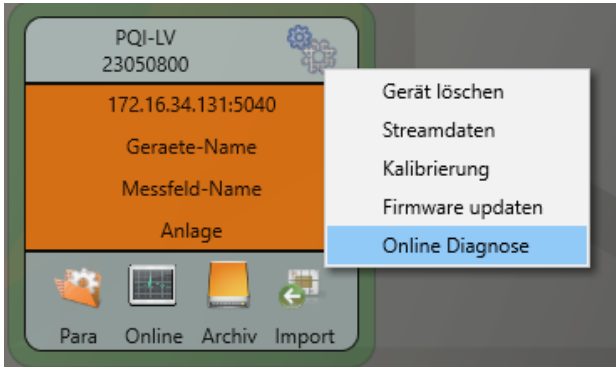 PQI-LV
23050800
172.16.34.131:5040
Geraete-Name
Messfeld-Name
Anlage
Para Online Archiv Import
Gerät löschen
Streamdaten
Kalibrierung
Firmware updaten
Online Diagnose